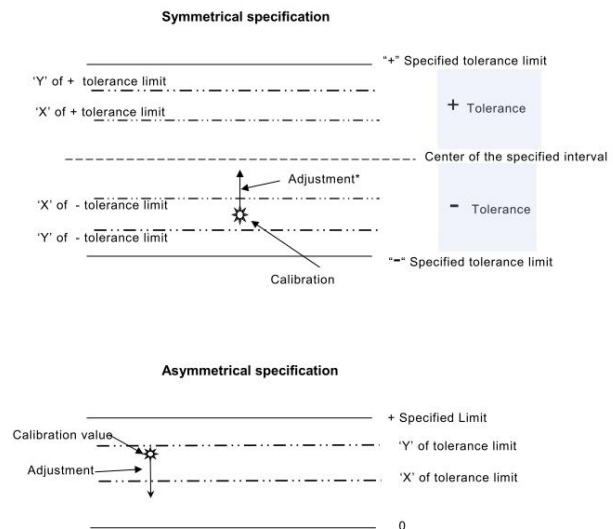 Symmetrical specification
“+” Specified tolerance limit
‘Y’ of + tolerance limit
+ Tolerance
‘X’ of + tolerance limit
Center of the specified interval
Adjustment*
‘X’ of - tolerance limit
- Tolerance
‘Y’ of - tolerance limit
“-“ Specified tolerance limit
Calibration
Asymmetrical specification
+ Specified Limit
Calibration value
‘Y’ of tolerance limit
Adjustment
‘X’ of tolerance limit
0